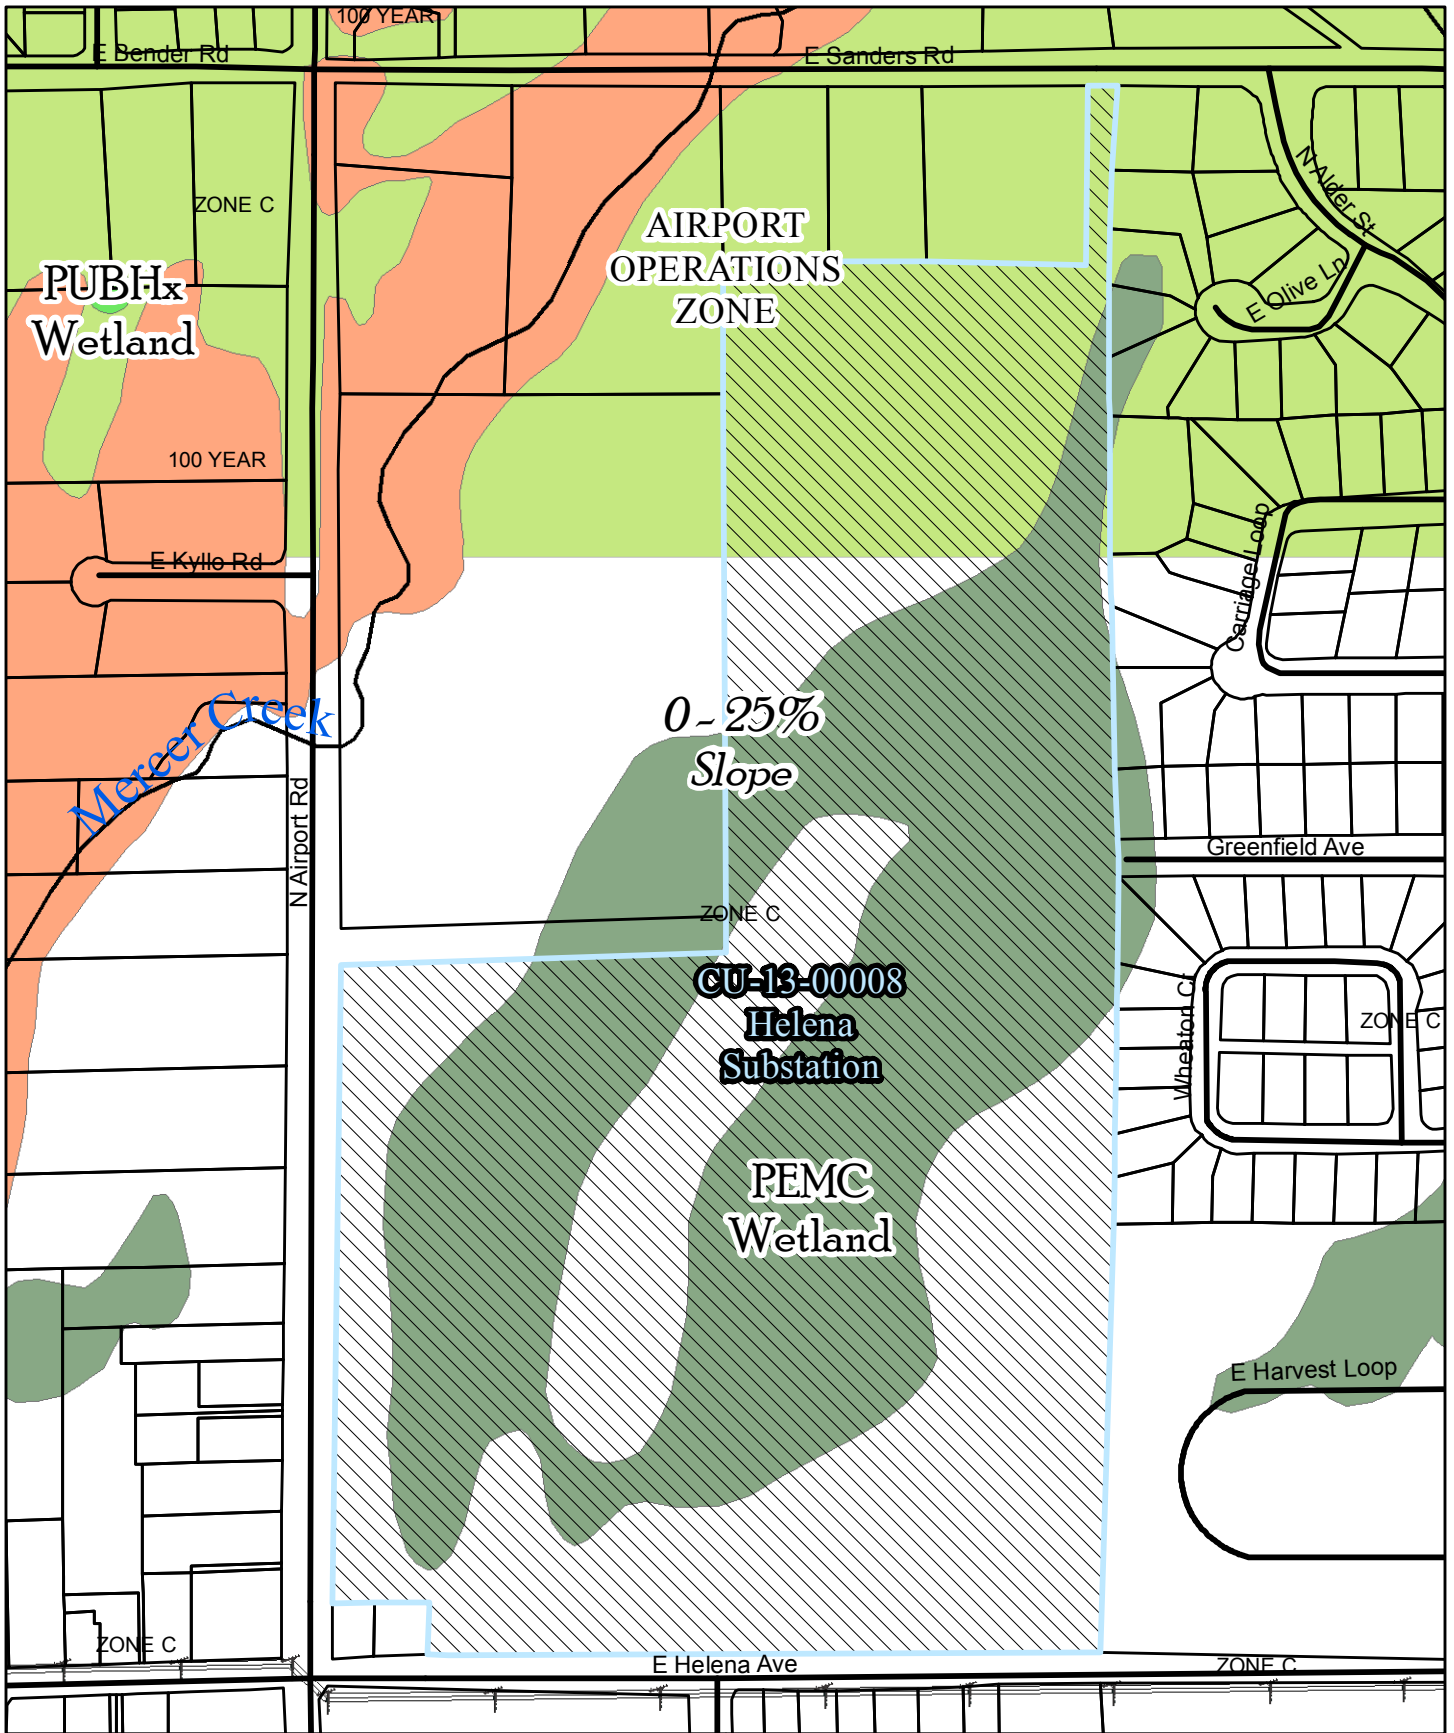 100 YEAR
E Bender Rd
E Sanders Rd
N Alder St
ZONE C
AIRPORT
OPERATIONS
ZONE
PUBHx
Wetland
E Olive Ln
100 YEAR
E Kyllo Rd
Carriage Loop
Mercer Creek
0 - 25%
Slope
N Airport Rd
Greenfield Ave
ZONE C
CU-13-00008
Helena
Substation
Wheaton Ct
ZONE C
PEMC
Wetland
E Harvest Loop
ZONE C
E Helena Ave
ZONE C